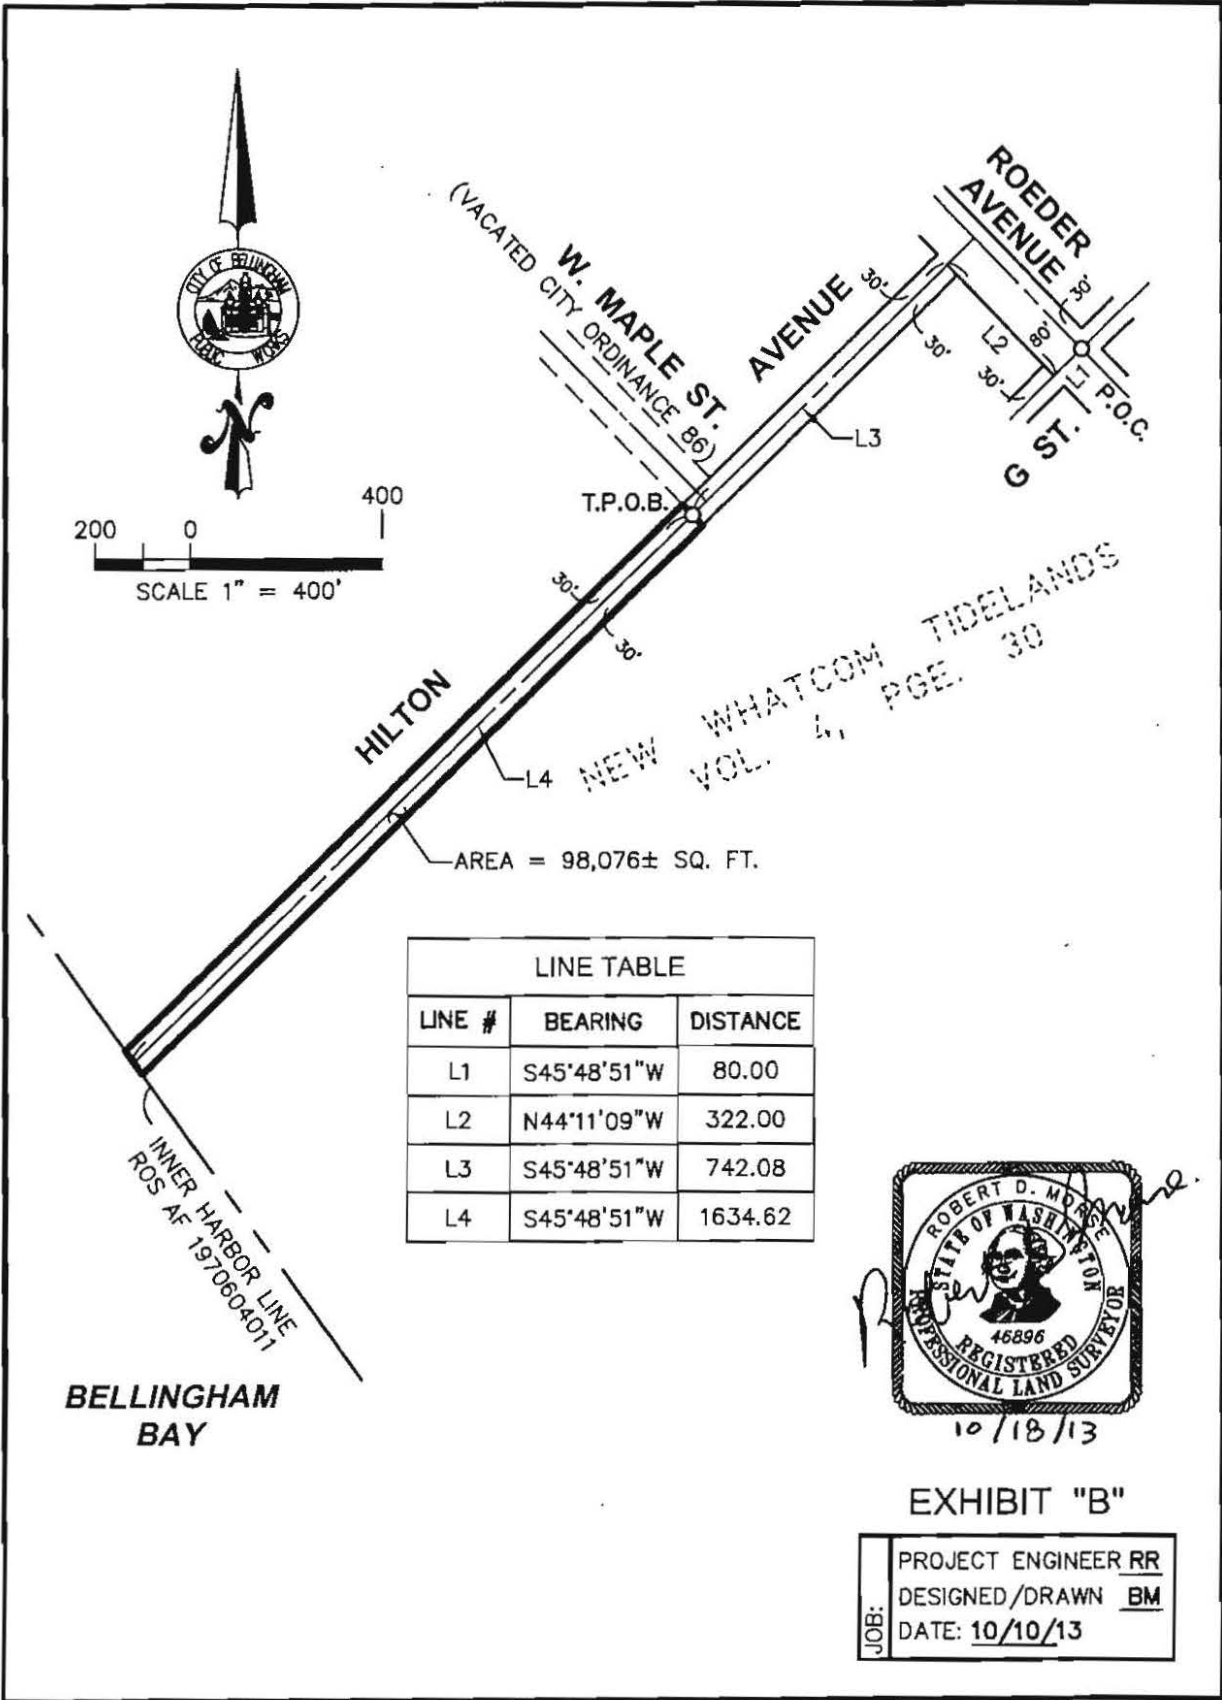 ROEDER
AVENUE
30'
80'
L1
P.O.C.
L2
30'
G ST.
30'
30'
AVENUE
L3
W. MAPLE ST.
(VACATED CITY ORDINANCE 86)
T.P.O.B.
CITY OF BELLINGHAM
PUBLIC WORKS
N
200 0 400
SCALE 1" = 400'
30'
30'
HILTON
L4
NEW WHATCOM TIDELANDS
VOL. 4, PGE. 30
AREA = 98,076± SQ. FT.
LINE TABLE
LINE # BEARING DISTANCE
L1 S45°48'51"W 80.00
L2 N44°11'09"W 322.00
L3 S45°48'51"W 742.08
L4 S45°48'51"W 1634.62
INNER HARBOR LINE
ROS AF 1970604011
BELLINGHAM
BAY
ROBERT D. MORSE
STATE OF WASHINGTON
46896
REGISTERED
PROFESSIONAL LAND SURVEYOR
10/18/13
EXHIBIT "B"
JOB:
PROJECT ENGINEER RR
DESIGNED/DRAWN BM
DATE: 10/10/13